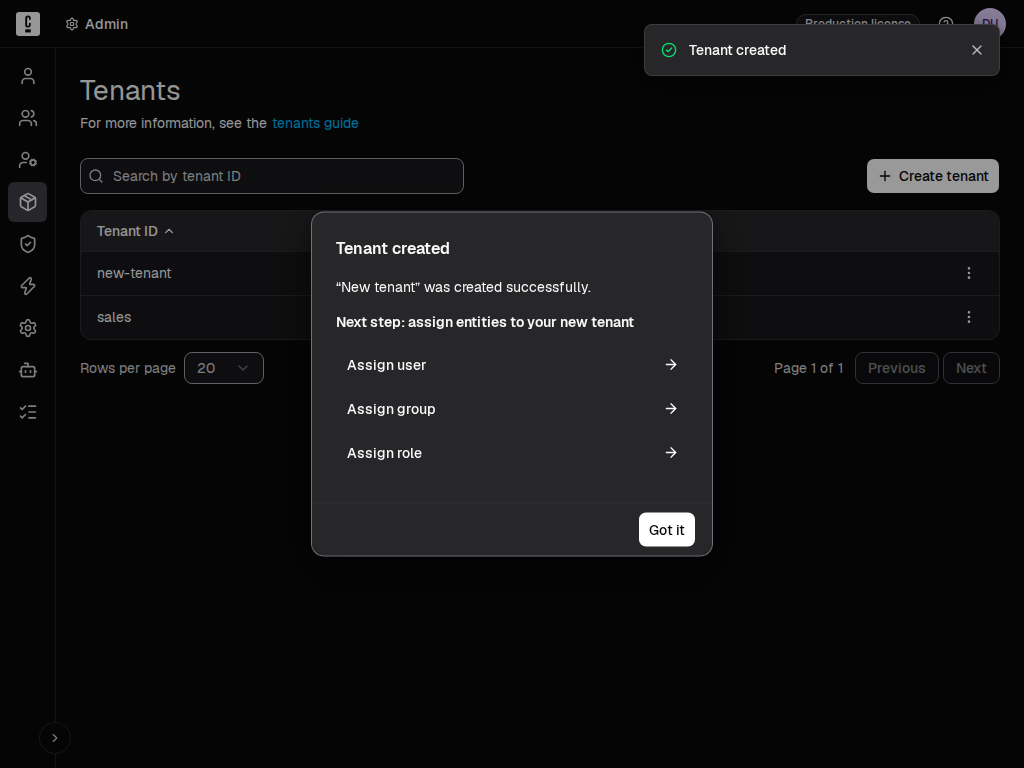 Admin
Production license
DU
Tenant created
Tenants
For more information, see the tenants guide
Search by tenant ID
Create tenant
Tenant ID
new-tenant
sales
Rows per page
20
Page 1 of 1
Previous
Next
Tenant created
“New tenant” was created successfully.
Next step: assign entities to your new tenant
Assign user
Assign group
Assign role
Got it